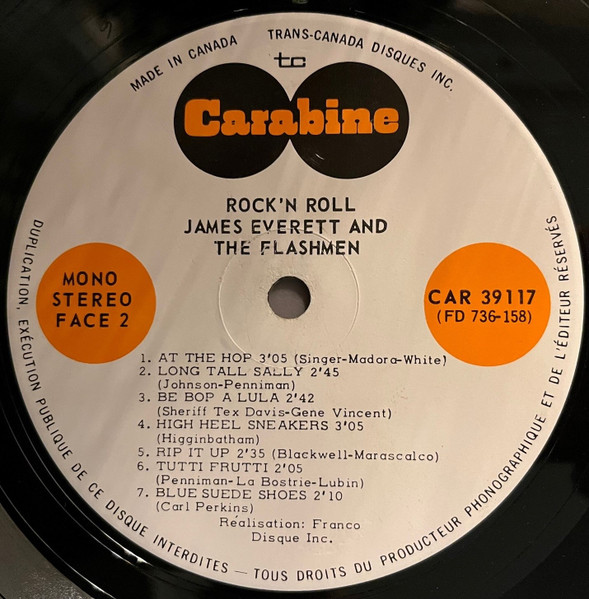 MADE IN CANADA TRANS-CANADA DISQUES INC.
tc
Carabine
ROCK'N ROLL
JAMES EVERETT AND
THE FLASHMEN
MONO
STEREO
FACE 2
CAR 39117
(FD 736-158)
1. AT THE HOP 3'05 (Singer-Madora-White)
2. LONG TALL SALLY 2'45
(Johnson-Penniman)
3. BE BOP A LULA 2'42
(Sheriff Tex Davis-Gene Vincent)
4. HIGH HEEL SNEAKERS 3'05
(Higginbatham)
5. RIP IT UP 2'35 (Blackwell-Marascalco)
6. TUTTI FRUTTI 2'05
(Penniman-La Bostrie-Lubin)
7. BLUE SUEDE SHOES 2'10
(Carl Perkins)
Réalisation: Franco
Disque Inc.
DUPLICATION, EXÉCUTION PUBLIQUE DE CE DISQUE INTERDITES — TOUS DROITS DU PRODUCTEUR PHONOGRAPHIQUE ET DE L'ÉDITEUR RÉSERVÉS